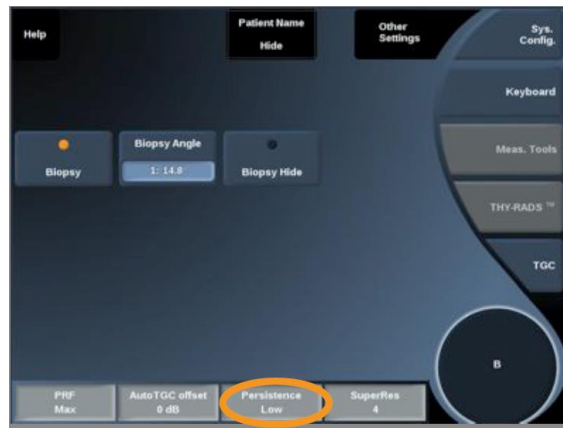 Help
Patient Name
Hide
Other
Settings
Sys.
Config.
Keyboard
Biopsy
Biopsy Angle
1: 14.8°
Biopsy Hide
Meas. Tools
THY-RADS ™
TGC
B
PRF
Max
AutoTGC offset
0 dB
Persistence
Low
SuperRes
4